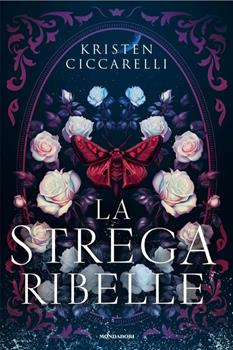 KRISTEN
CICCARELLI
LA
STREGA
RIBELLE
MONDADORI